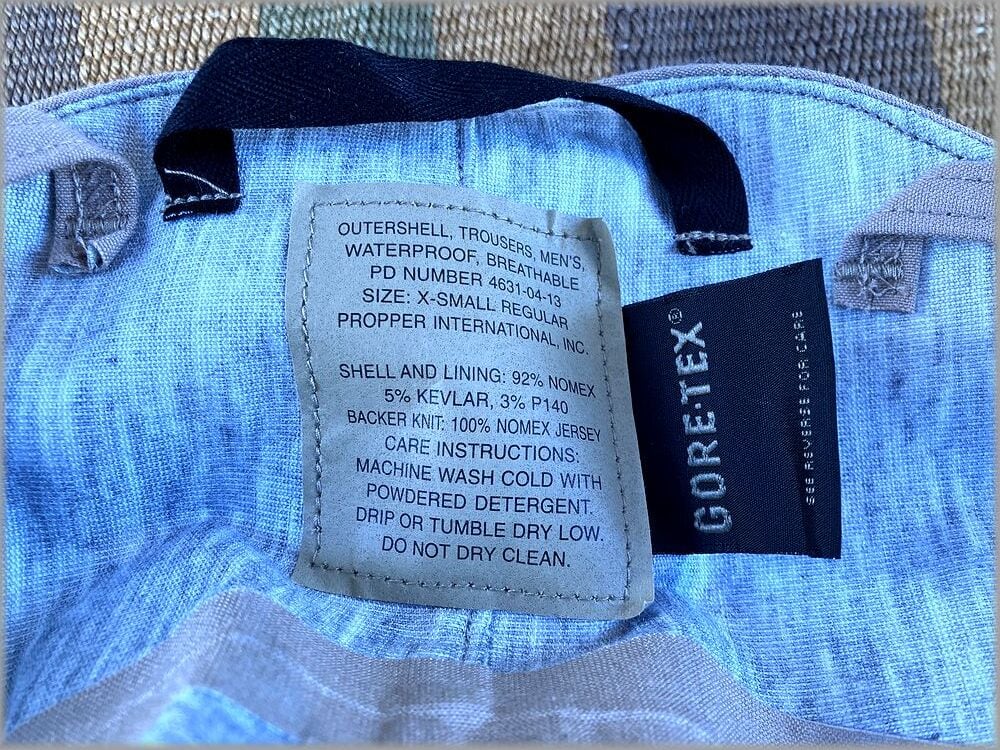 OUTERSHELL, TROUSERS, MEN'S,
WATERPROOF, BREATHABLE
PD NUMBER 4631-04-13
SIZE: X-SMALL REGULAR
PROPPER INTERNATIONAL, INC.
SHELL AND LINING: 92% NOMEX
5% KEVLAR, 3% P140
BACKER KNIT: 100% NOMEX JERSEY
CARE INSTRUCTIONS:
MACHINE WASH COLD WITH
POWDERED DETERGENT.
DRIP OR TUMBLE DRY LOW.
DO NOT DRY CLEAN.
GORE-TEX®
SEE REVERSE FOR CARE